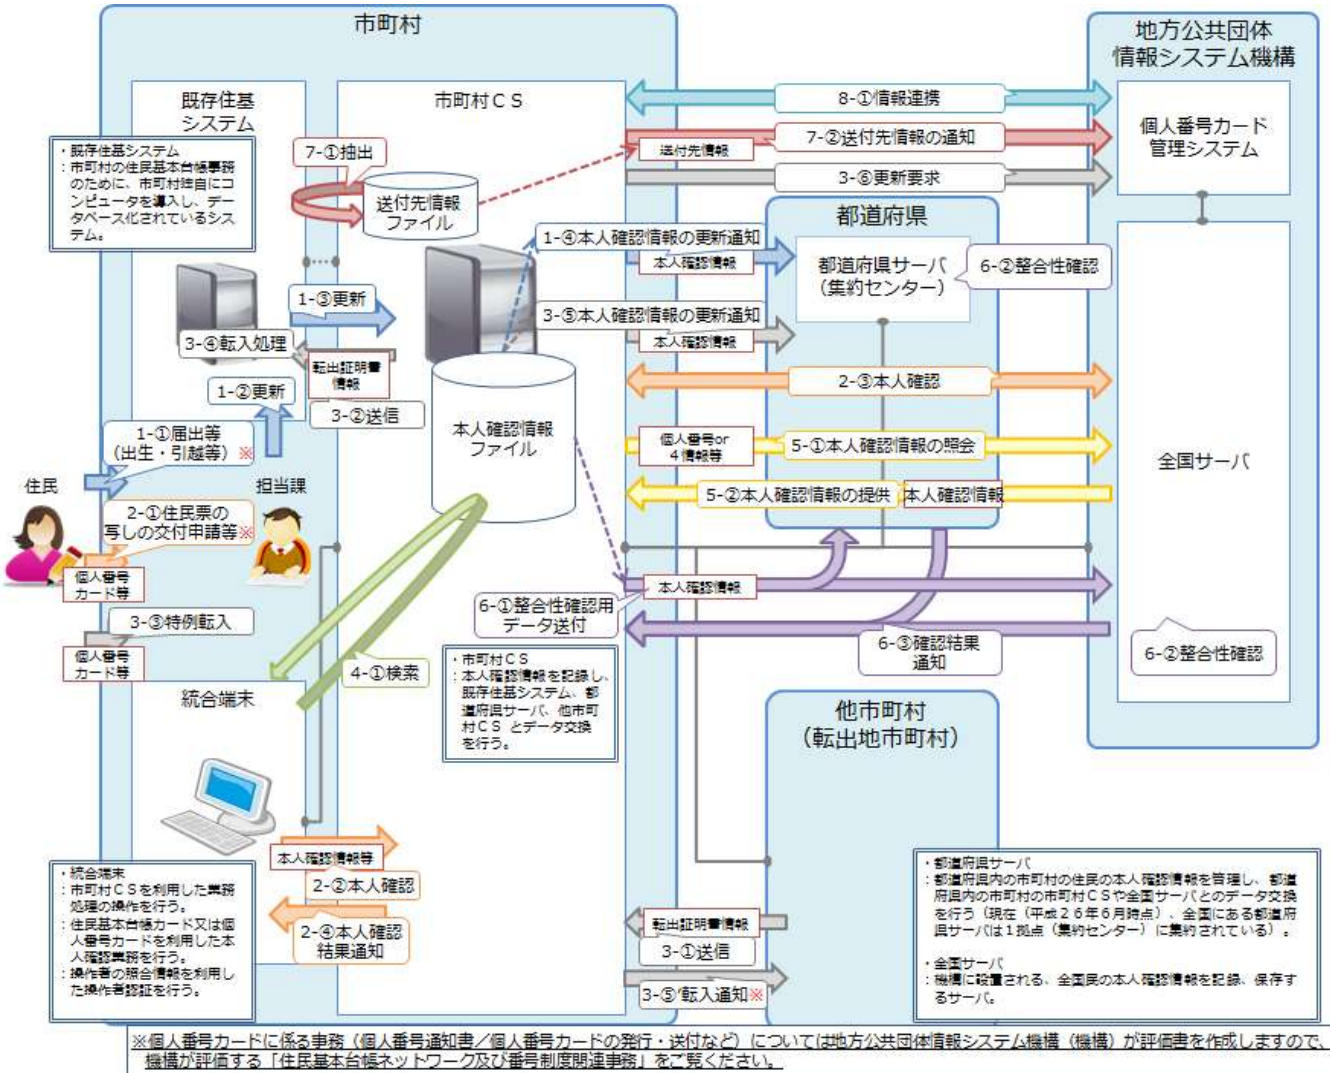 市町村
地方公共団体
情報システム機構
既存住基
システム
市町村ＣＳ
8-①情報連携
7-②送付先情報の通知
送付先情報
3-⑥更新要求
個人番号カード
管理システム
・既存住基システム
：市町村の住民基本台帳事務
のために、市町村独自にコ
ンピュータを導入し、デー
タベース化されているシス
テム。
7-①抽出
送付先情報
ファイル
都道府県
1-④本人確認情報の更新通知
本人確認情報
都道府県サーバ
（集約センター）
6-②整合性確認
1-③更新
3-⑤本人確認情報の更新通知
本人確認情報
3-④転入処理
転出証明書
情報
3-②送信
1-②更新
2-③本人確認
本人確認情報
ファイル
個人番号or
４情報等
5-①本人確認情報の照会
5-②本人確認情報の提供
本人確認情報
全国サーバ
1-①届出等
（出生・引越等）※
住民
担当課
2-①住民票の
写しの交付申請等※
個人番号
カード等
3-③特例転入
個人番号
カード等
本人確認情報
6-①整合性確認用
データ送付
6-③確認結果
通知
6-②整合性確認
4-①検索
・市町村ＣＳ
：本人確認情報を記録し、
既存住基システム、都
道府県サーバ、他市町
村ＣＳ とデータ交換
を行う。
統合端末
他市町村
（転出地市町村）
本人確認情報等
2-②本人確認
2-④本人確認
結果通知
・統合端末
：市町村ＣＳを利用した業務
処理の操作を行う。
：住民基本台帳カード又は個
人番号カードを利用した本
人確認業務を行う。
：操作者の照合情報を利用し
た操作者認証を行う。
転出証明書情報
3-①送信
3-⑤’転入通知※
・都道府県サーバ
：都道府県内の市町村の住民の本人確認情報を管理し、都道
府県内の市町村の市町村ＣＳや全国サーバとのデータ交換
を行う（現在（平成２６年６月時点）、全国にある都道府
県サーバは１拠点（集約センター）に集約されている）。
・全国サーバ
：機構に設置される、全国民の本人確認情報を記録、保存す
るサーバ。
※個人番号カードに係る事務（個人番号通知書／個人番号カードの発行・送付など）については地方公共団体情報システム機構（機構）が評価書を作成しますので、
機構が評価する「住民基本台帳ネットワーク及び番号制度関連事務」をご覧ください。